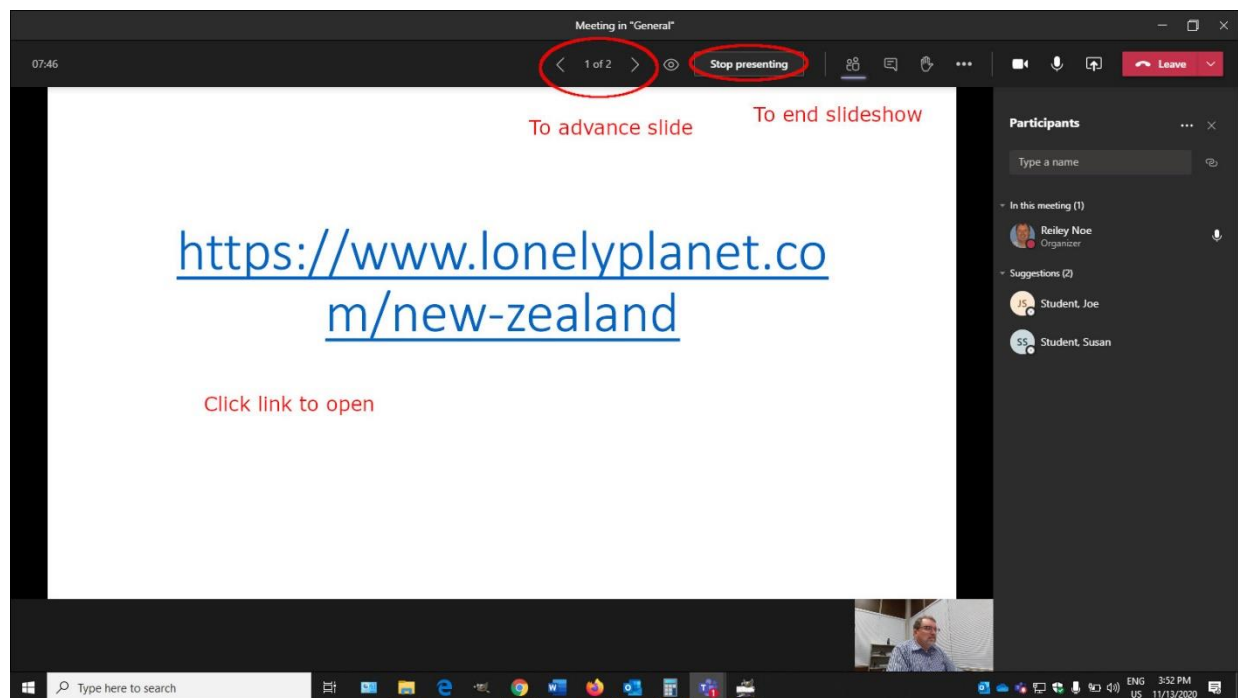 Meeting in "General"
07:46
1 of 2
Stop presenting
Leave
To advance slide
To end slideshow
https://www.lonelyplanet.co
m/new-zealand
Click link to open
Participants
Type a name
In this meeting (1)
Reiley Noe
Organizer
Suggestions (2)
JS
Student, Joe
SS
Student, Susan
Type here to search
ENG
US
3:52 PM
11/13/2020